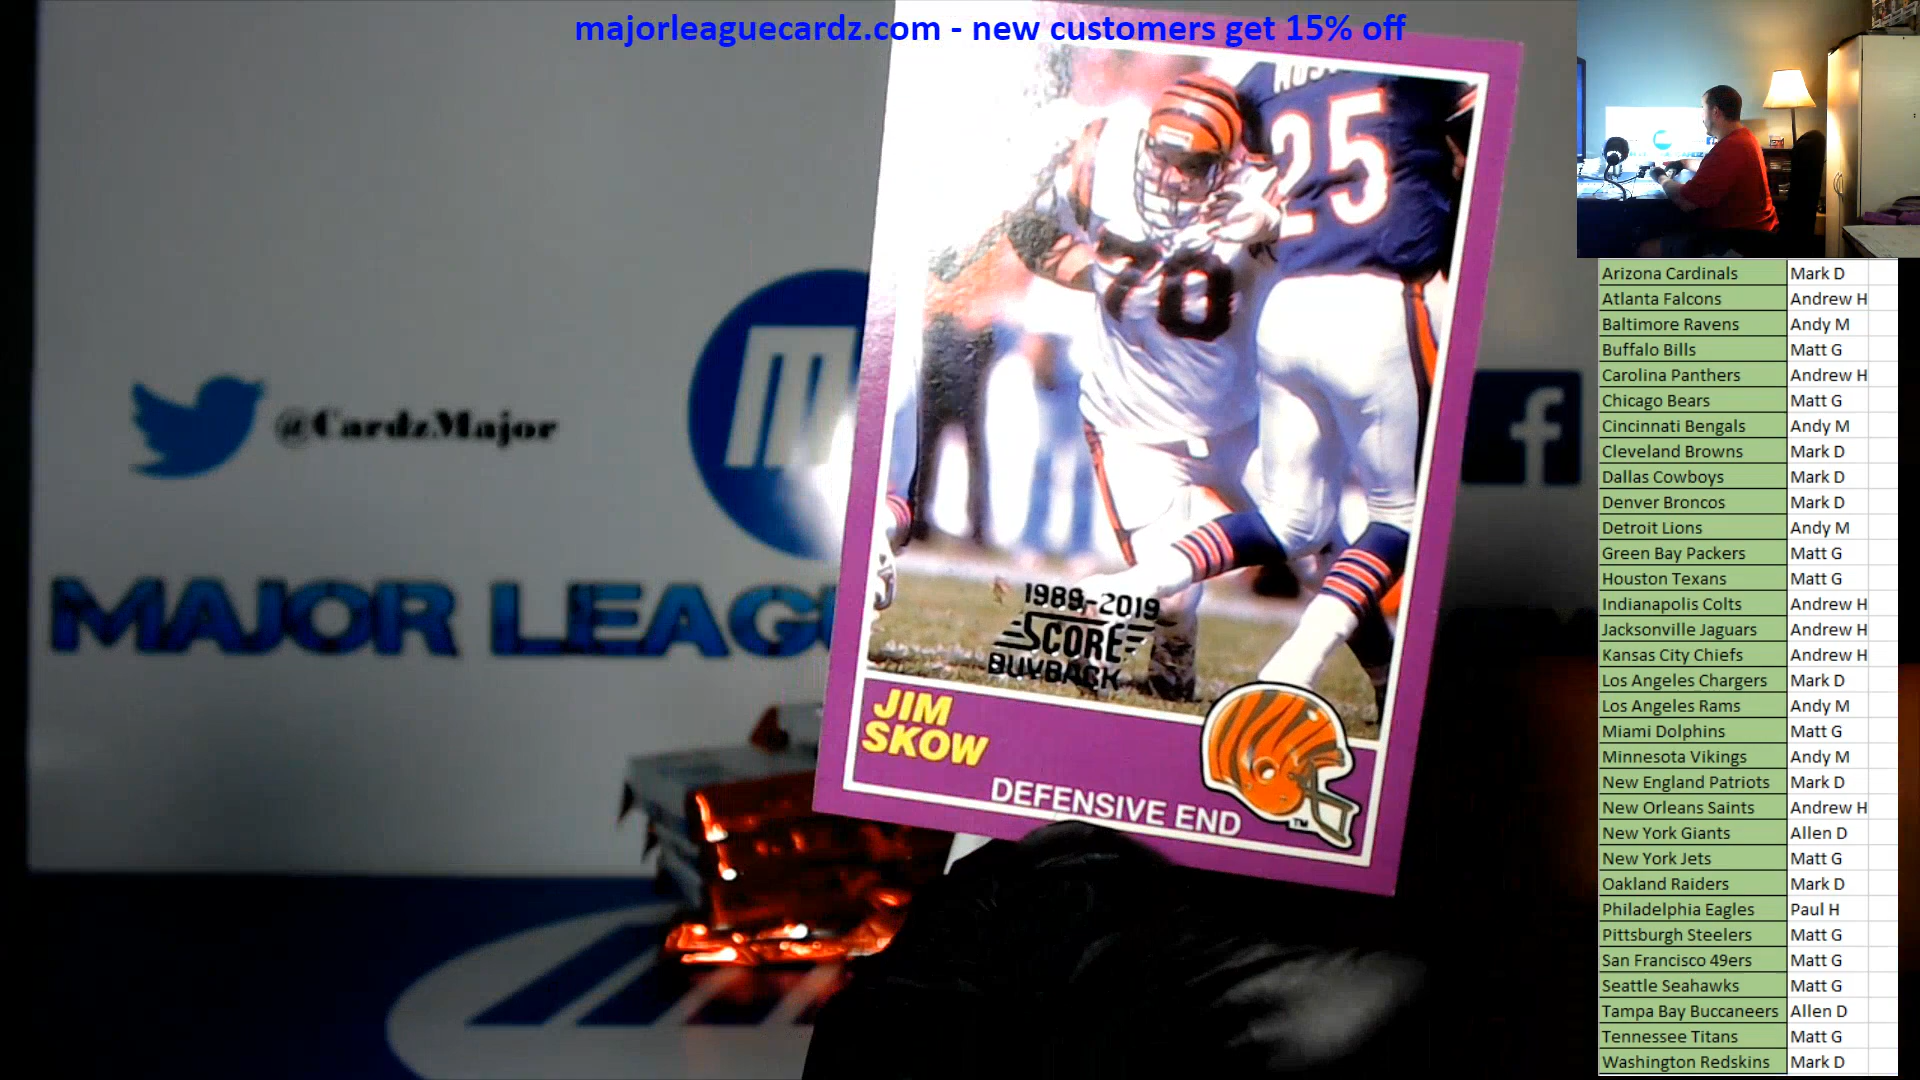 majorleaguecardz.com - new customers get 15% off
25
70
@CardzMajor
M
f
MAJOR LEAG
1989-2019
SCORE
BUYBACK
JIM
SKOW
DEFENSIVE END
TM
Arizona Cardinals Mark D
Atlanta Falcons Andrew H
Baltimore Ravens Andy M
Buffalo Bills Matt G
Carolina Panthers Andrew H
Chicago Bears Matt G
Cincinnati Bengals Andy M
Cleveland Browns Mark D
Dallas Cowboys Mark D
Denver Broncos Mark D
Detroit Lions Andy M
Green Bay Packers Matt G
Houston Texans Matt G
Indianapolis Colts Andrew H
Jacksonville Jaguars Andrew H
Kansas City Chiefs Andrew H
Los Angeles Chargers Mark D
Los Angeles Rams Andy M
Miami Dolphins Matt G
Minnesota Vikings Andy M
New England Patriots Mark D
New Orleans Saints Andrew H
New York Giants Allen D
New York Jets Matt G
Oakland Raiders Mark D
Philadelphia Eagles Paul H
Pittsburgh Steelers Matt G
San Francisco 49ers Matt G
Seattle Seahawks Matt G
Tampa Bay Buccaneers Allen D
Tennessee Titans Matt G
Washington Redskins Mark D